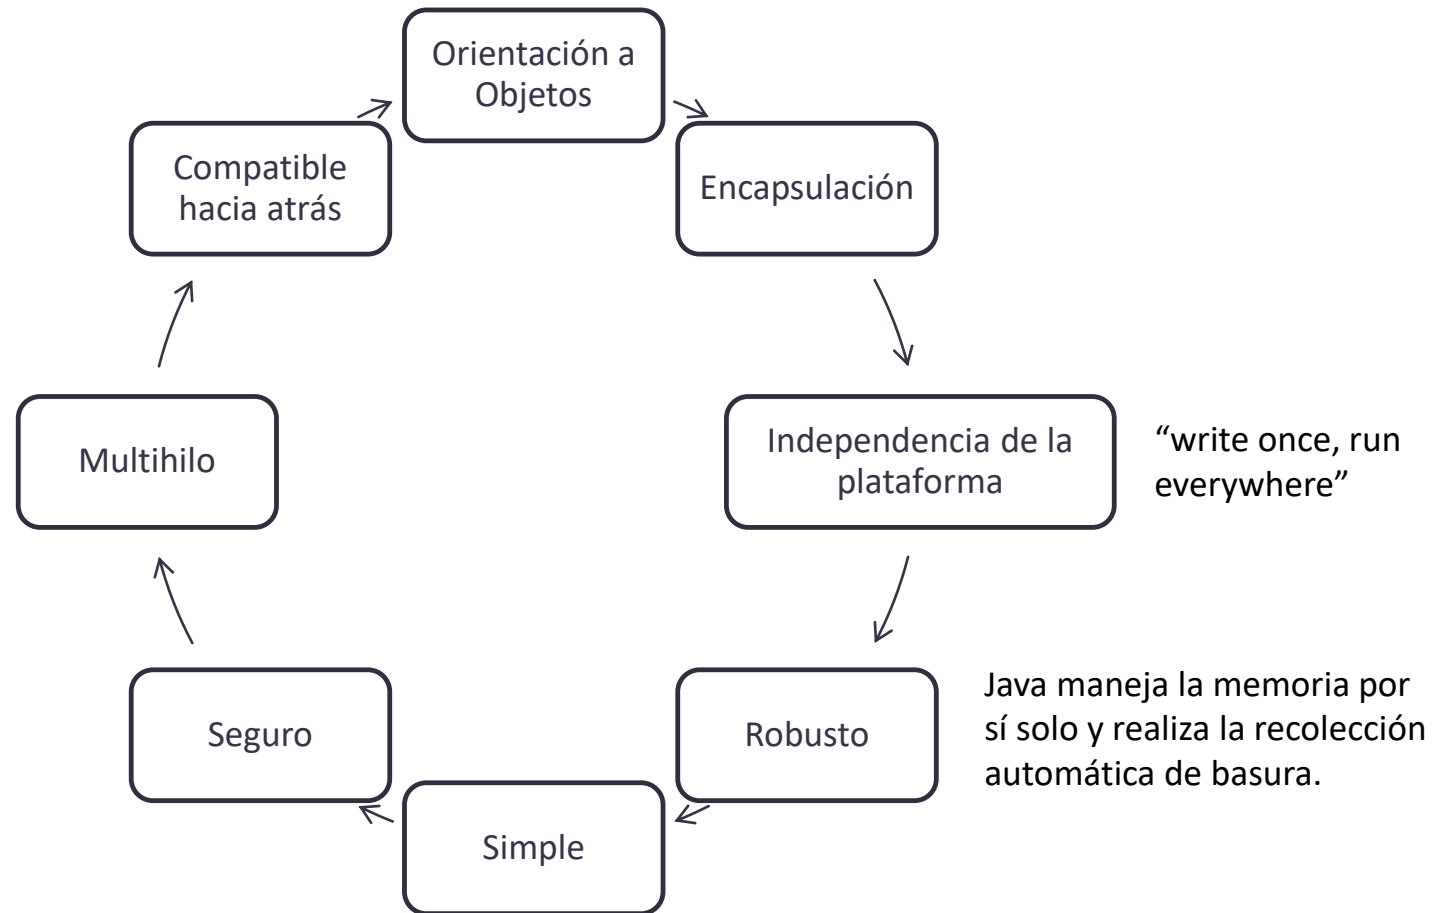 Orientación a
Objetos
Encapsulación
Independencia de la
plataforma
“write once, run
everywhere”
Robusto
Java maneja la memoria por
sí solo y realiza la recolección
automática de basura.
Simple
Seguro
Multihilo
Compatible
hacia atrás